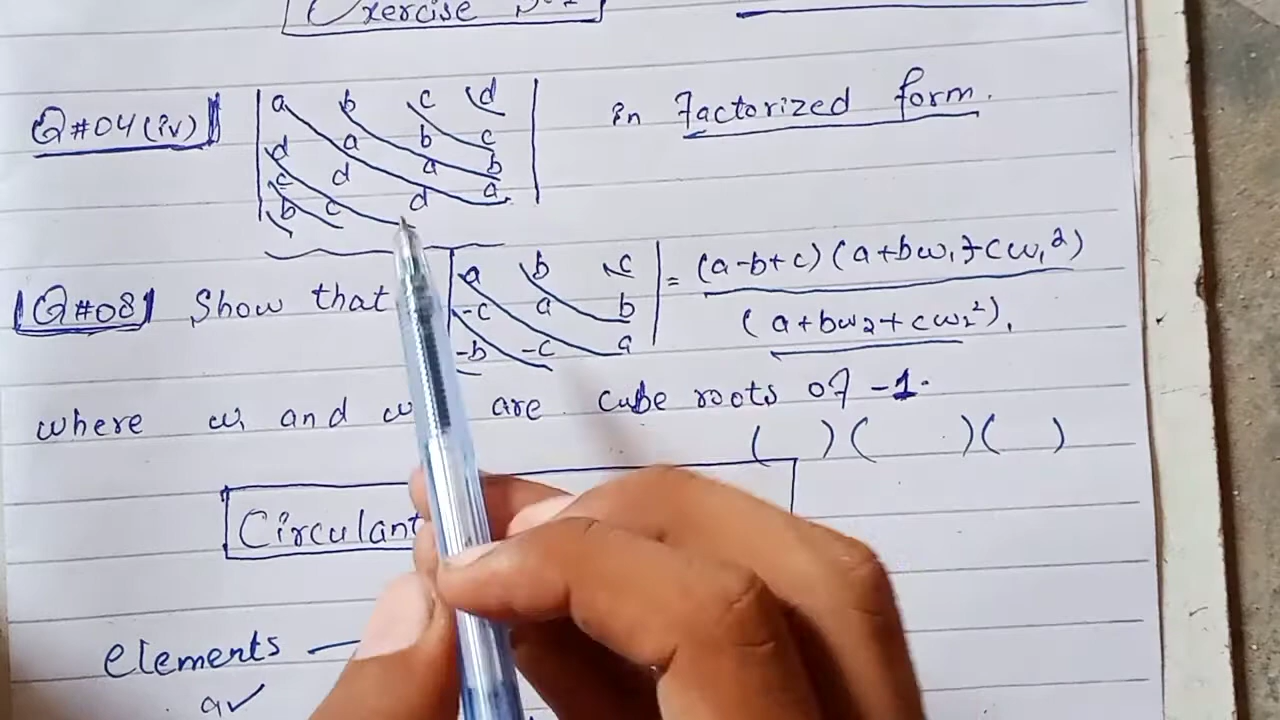 Exercise
Q#04(iv) | a b c d | in Factorized form.
d a b c
c d a b
b c d a
Q#08 Show that | a b c | = (a-b+c)(a+bω₁+cω₁²)
-c a b (a+bω₂+cω₂²).
-b -c a
where ω₁ and ω are cube roots of -1.
( )( )( )
Circulant
elements —
a✓